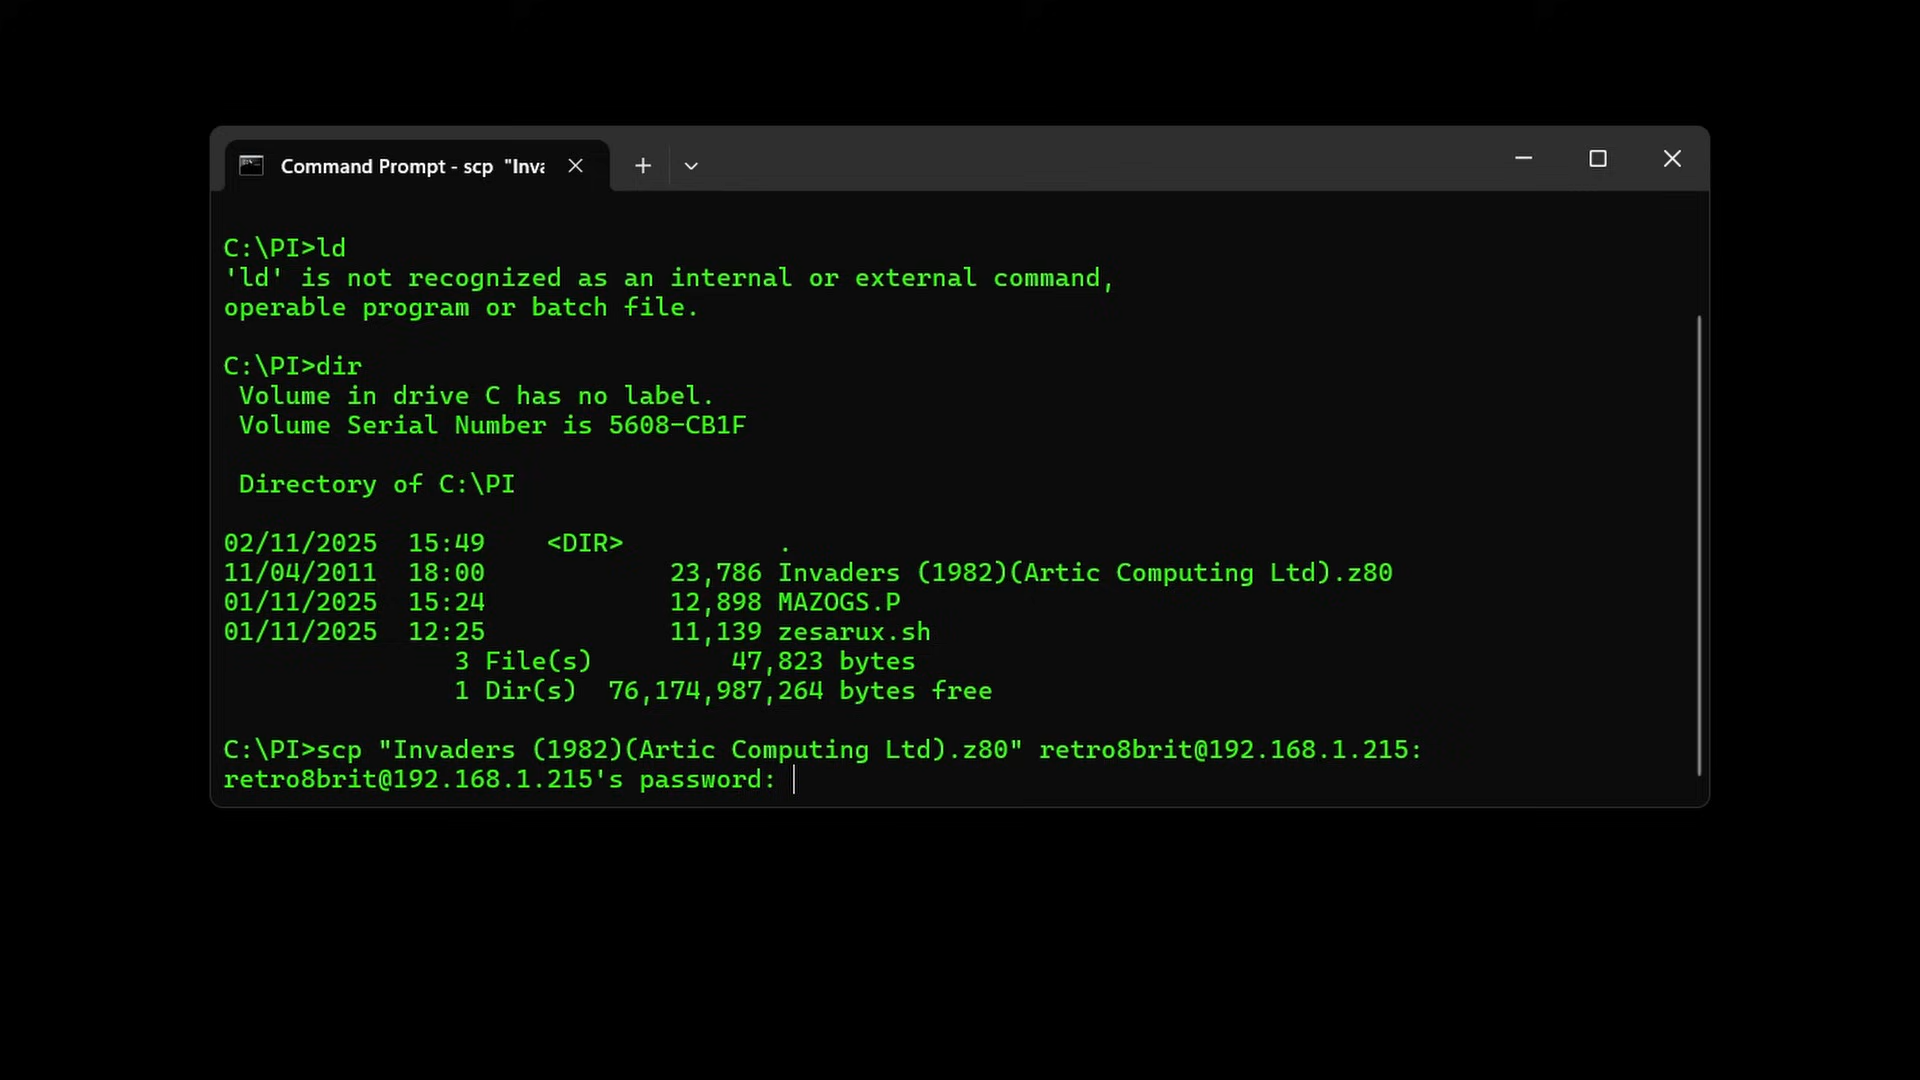 Command Prompt - scp "Inva
C:\PI>ld
'ld' is not recognized as an internal or external command,
operable program or batch file.
C:\PI>dir
 Volume in drive C has no label.
 Volume Serial Number is 5608-CB1F
 Directory of C:\PI
02/11/2025  15:49    <DIR>          .
11/04/2011  18:00            23,786 Invaders (1982)(Artic Computing Ltd).z80
01/11/2025  15:24            12,898 MAZOGS.P
01/11/2025  12:25            11,139 zesarux.sh
               3 File(s)         47,823 bytes
               1 Dir(s)  76,174,987,264 bytes free
C:\PI>scp "Invaders (1982)(Artic Computing Ltd).z80" retro8brit@192.168.1.215:
retro8brit@192.168.1.215's password: